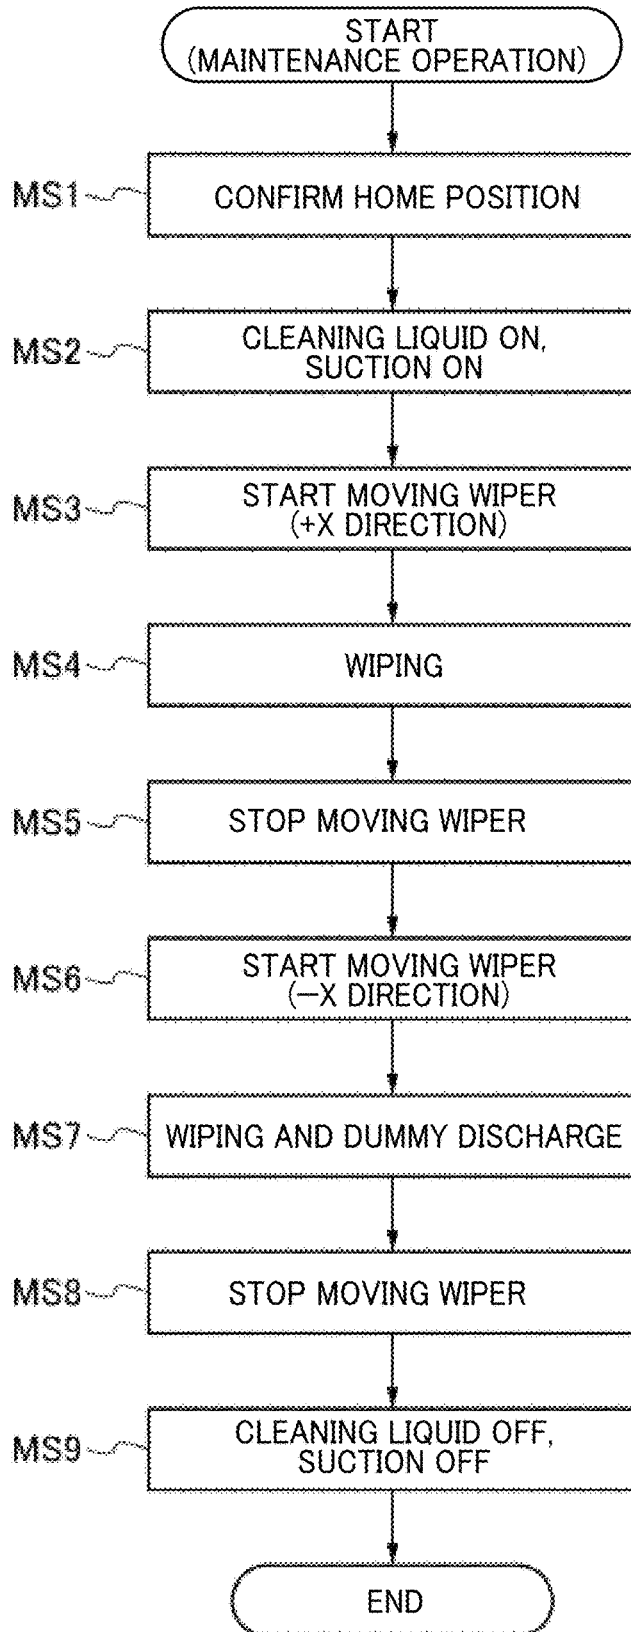 START
(MAINTENANCE OPERATION)
MS1
CONFIRM HOME POSITION
MS2
CLEANING LIQUID ON,
SUCTION ON
MS3
START MOVING WIPER
(+X DIRECTION)
MS4
WIPING
MS5
STOP MOVING WIPER
MS6
START MOVING WIPER
(—X DIRECTION)
MS7
WIPING AND DUMMY DISCHARGE
MS8
STOP MOVING WIPER
MS9
CLEANING LIQUID OFF,
SUCTION OFF
END